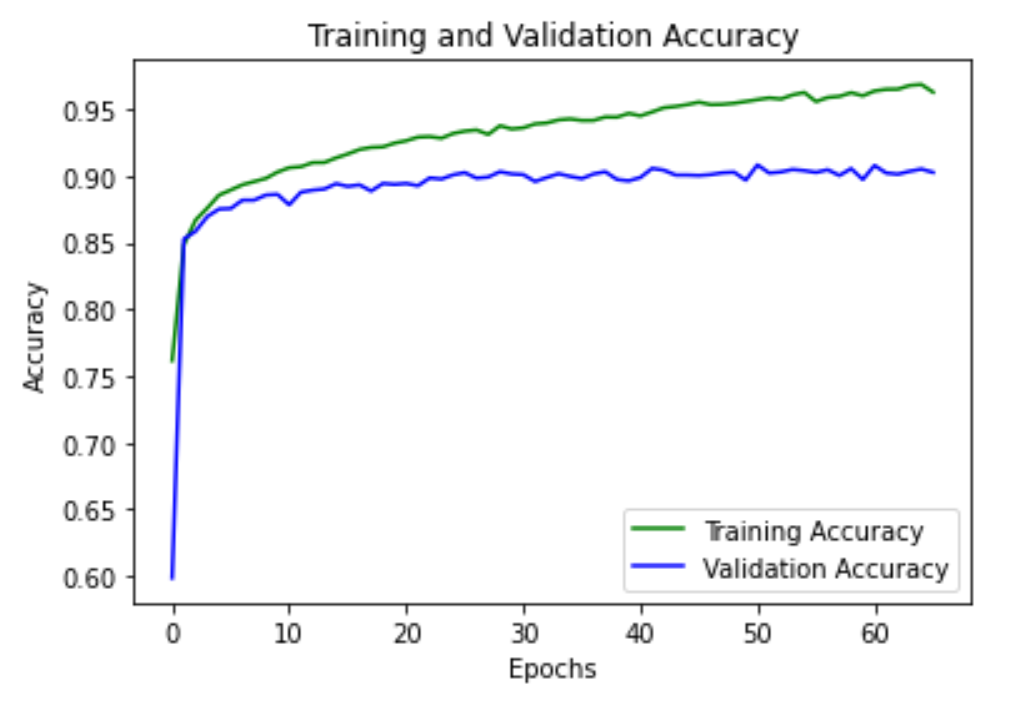 Training and Validation Accuracy
Accuracy
0.95
0.90
0.85
0.80
0.75
0.70
0.65
0.60
Training Accuracy
Validation Accuracy
0 10 20 30 40 50 60
Epochs